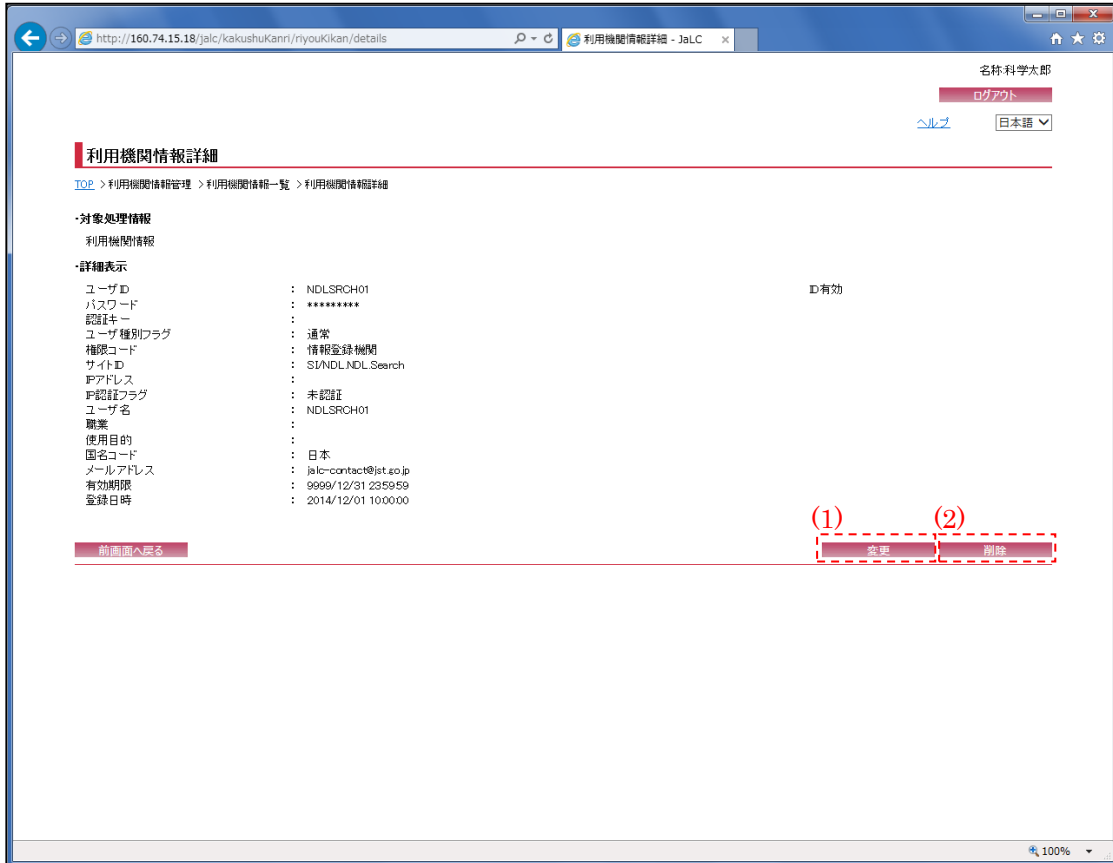 http://160.74.15.18/jalc/kakushuKanri/riyouKikan/details
利用機関情報詳細 - JaLC
名称:科学太郎
ログアウト
ヘルプ 日本語
利用機関情報詳細
TOP >利用機関情報管理 >利用機関情報一覧 >利用機関情報詳細
・対象処理情報
利用機関情報
・詳細表示
ユーザID : NDLSRCH01 ID有効
パスワード : *********
認証キー :
ユーザ種別フラグ : 通常
権限コード : 情報登録機関
サイトID : SI/NDL.NDL.Search
IPアドレス :
IP認証フラグ : 未認証
ユーザ名 : NDLSRCH01
職業 :
使用目的 :
国名コード : 日本
メールアドレス : jalc-contact@jst.go.jp
有効期限 : 9999/12/31 23:59:59
登録日時 : 2014/12/01 10:00:00
(1) (2)
前画面へ戻る 変更 削除
100%